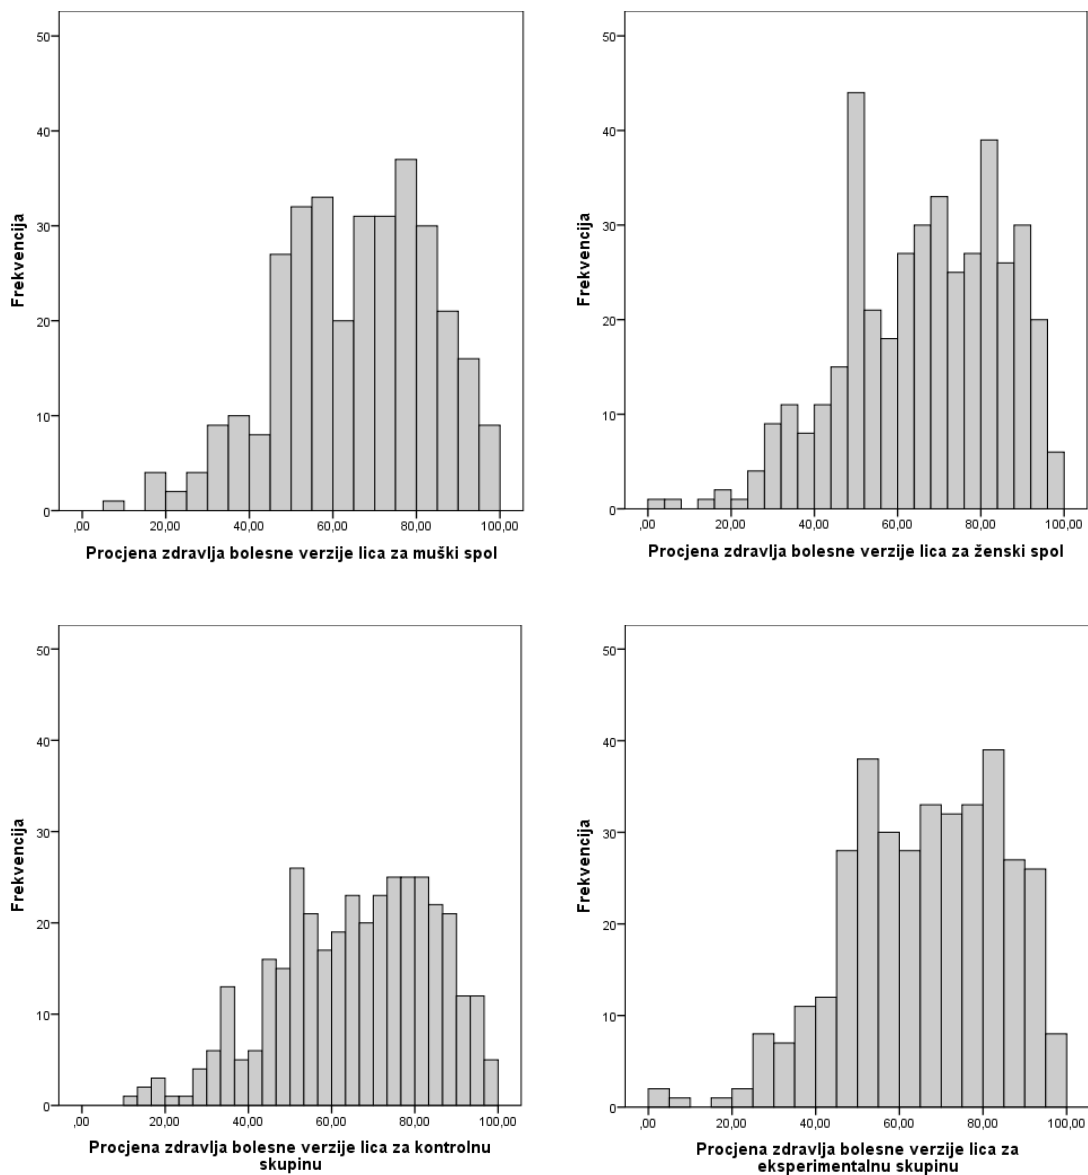 50
40
30
20
10
0
Frekvencija
,00 20,00 40,00 60,00 80,00 100,00
Procjena zdravlja bolesne verzije lica za muški spol
50
40
30
20
10
0
Frekvencija
,00 20,00 40,00 60,00 80,00 100,00
Procjena zdravlja bolesne verzije lica za ženski spol
50
40
30
20
10
0
Frekvencija
,00 20,00 40,00 60,00 80,00 100,00
Procjena zdravlja bolesne verzije lica za kontrolnu
skupinu
50
40
30
20
10
0
Frekvencija
,00 20,00 40,00 60,00 80,00 100,00
Procjena zdravlja bolesne verzije lica za
eksperimentalnu skupinu